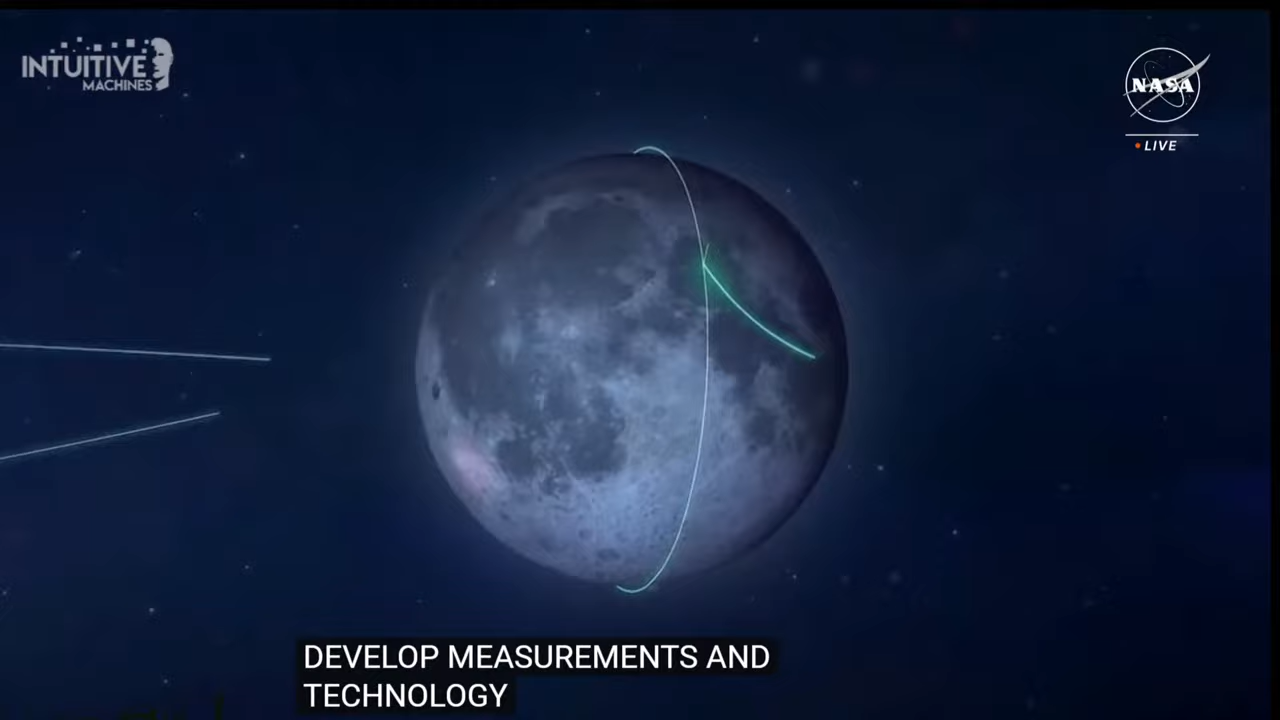 INTUITIVE
MACHINES
NASA
LIVE
DEVELOP MEASUREMENTS AND
TECHNOLOGY